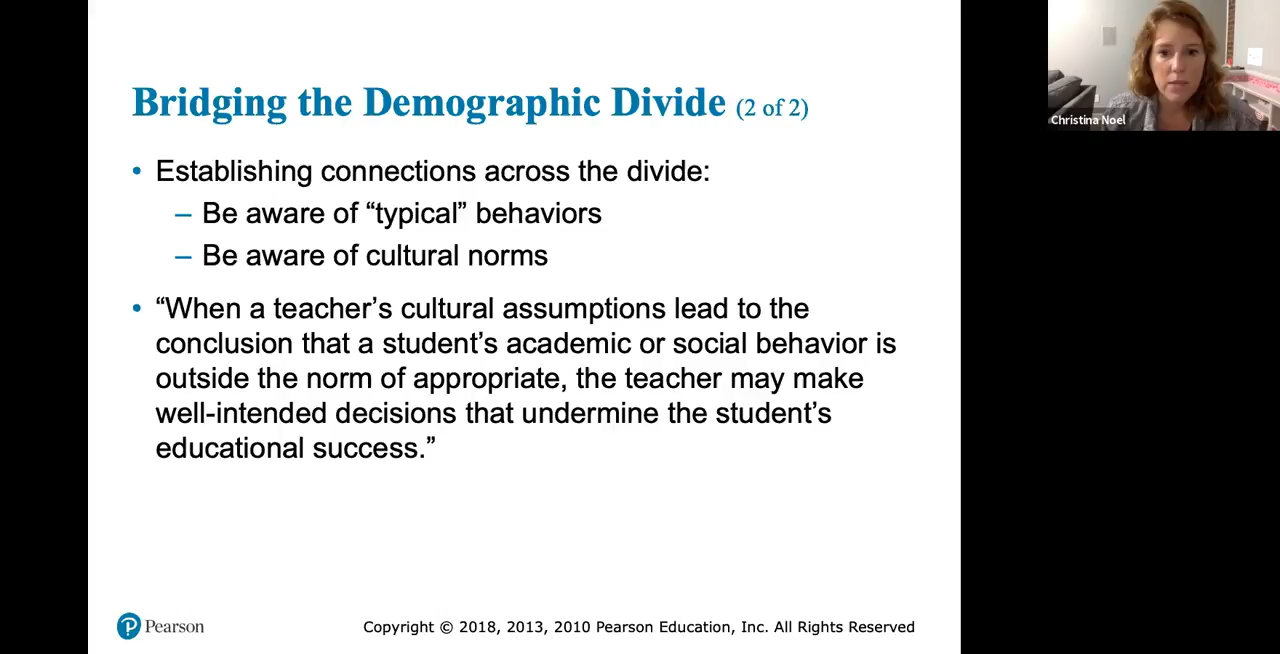 Bridging the Demographic Divide (2 of 2)
• Establishing connections across the divide:
– Be aware of “typical” behaviors
– Be aware of cultural norms
• “When a teacher’s cultural assumptions lead to the
conclusion that a student’s academic or social behavior is
outside the norm of appropriate, the teacher may make
well-intended decisions that undermine the student’s
educational success.”
Pearson
Copyright © 2018, 2013, 2010 Pearson Education, Inc. All Rights Reserved
Christina Noel